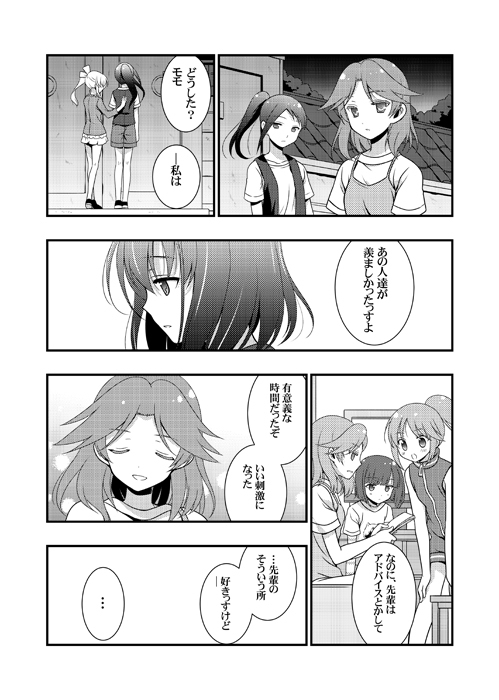 どうした？
モモ
―私は
あの人達が
羨ましかったっすよ
なのに、先輩は
アドバイスとかして
有意義な
時間だったぞ
いい刺激に
なった
…先輩の
そういう所
好きっすけど
―
…